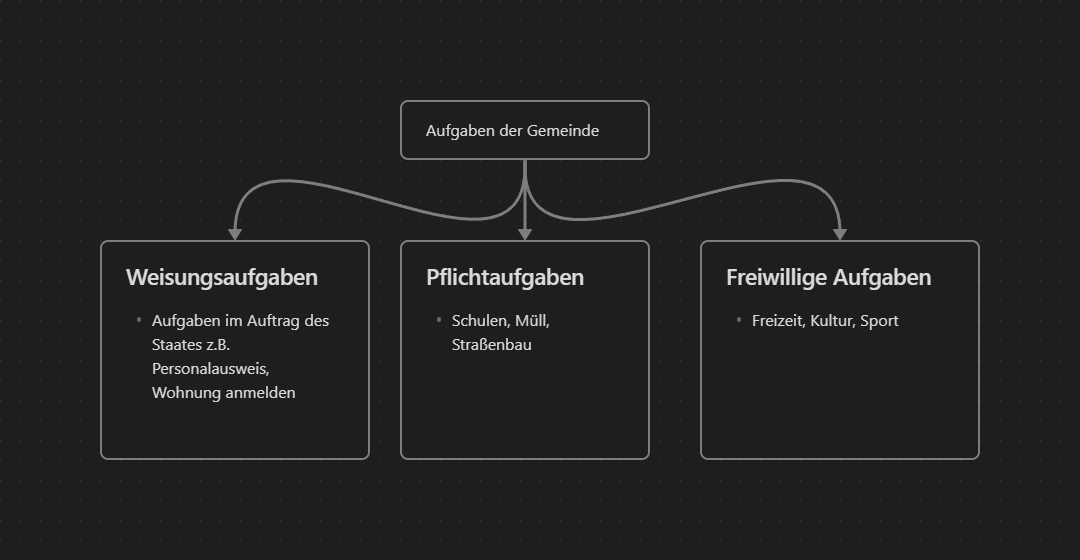 Aufgaben der Gemeinde
Weisungsaufgaben
Aufgaben im Auftrag des
Staates z.B.
Personalausweis,
Wohnung anmelden
Pflichtaufgaben
Schulen, Müll,
Straßenbau
Freiwillige Aufgaben
Freizeit, Kultur, Sport